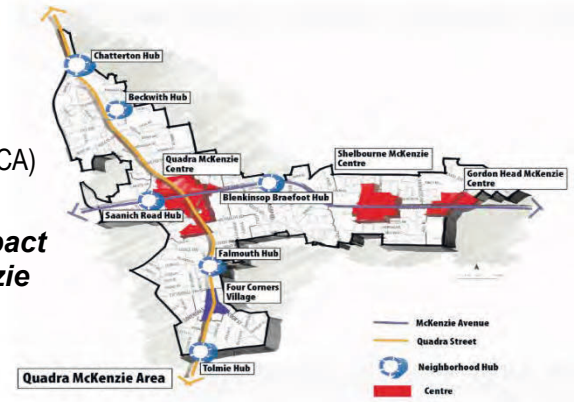 Chatterton Hub
Beckwith Hub
CA)
Quadra McKenzie
Centre
Shelbourne McKenzie
Centre
Gordon Head McKenzie
Centre
Saanich Road Hub
Blenkinsop Braefoot Hub
pact
zie
Falmouth Hub
Four Corners
Village
Tolmie Hub
Quadra McKenzie Area
McKenzie Avenue
Quadra Street
Neighborhood Hub
Centre